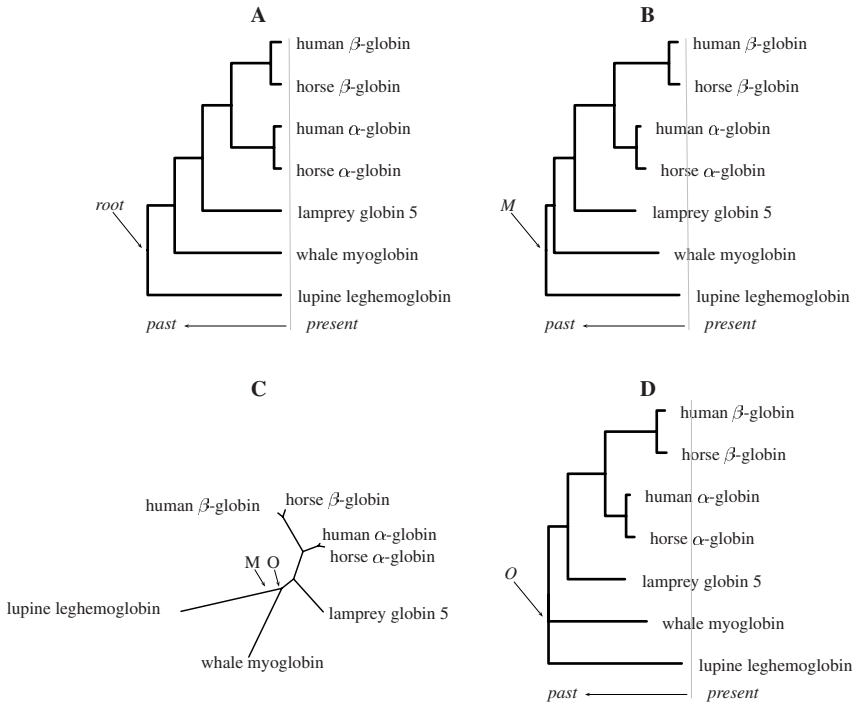 A
human β-globin
horse β-globin
human α-globin
horse α-globin
lamprey globin 5
whale myoglobin
lupine leghemoglobin
root
past
present
B
human β-globin
horse β-globin
human α-globin
horse α-globin
lamprey globin 5
whale myoglobin
lupine leghemoglobin
M
past
present
C
human β-globin
horse β-globin
human α-globin
horse α-globin
M O
lupine leghemoglobin
lamprey globin 5
whale myoglobin
D
human β-globin
horse β-globin
human α-globin
horse α-globin
lamprey globin 5
whale myoglobin
lupine leghemoglobin
O
past
present